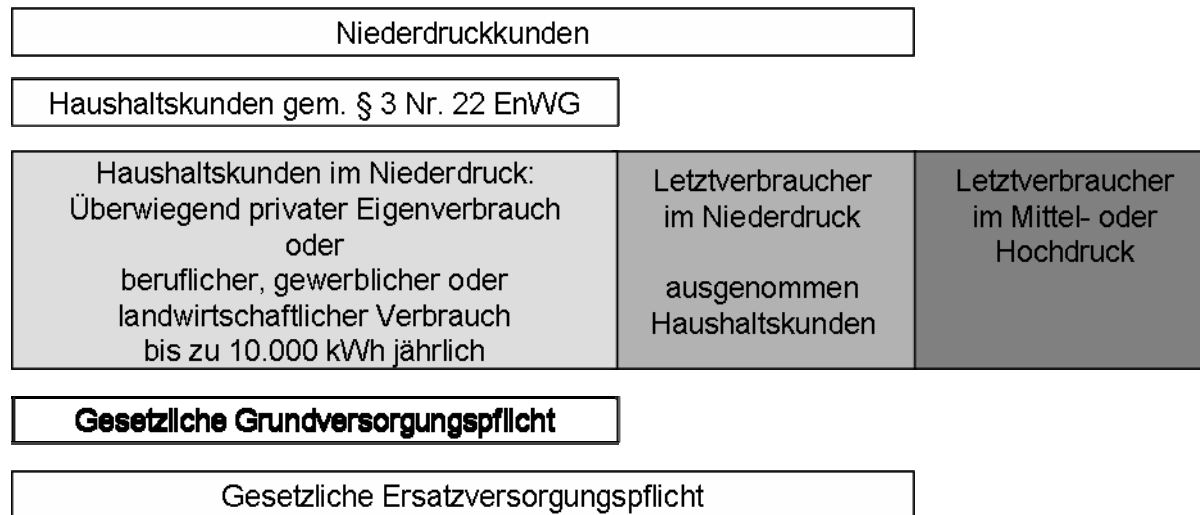 Niederdruckkunden
Haushaltskunden gem. § 3 Nr. 22 EnWG
Haushaltskunden im Niederdruck:
Überwiegend privater Eigenverbrauch
oder
beruflicher, gewerblicher oder
landwirtschaftlicher Verbrauch
bis zu 10.000 kWh jährlich
Letztverbraucher
im Niederdruck
ausgenommen
Haushaltskunden
Letztverbraucher
im Mittel- oder
Hochdruck
Gesetzliche Grundversorgungspflicht
Gesetzliche Ersatzversorgungspflicht